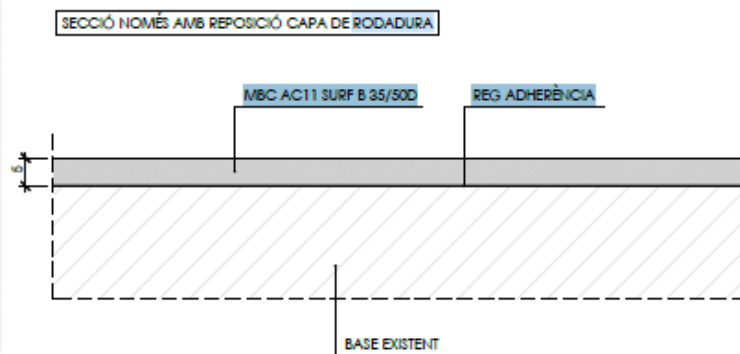 SECCIÓ NOMÉS AMB REPOSICIÓ CAPA DE RODADURA
MBC AC11 SURF B 35/50D
REG ADHERÈNCIA
5
BASE EXISTENT